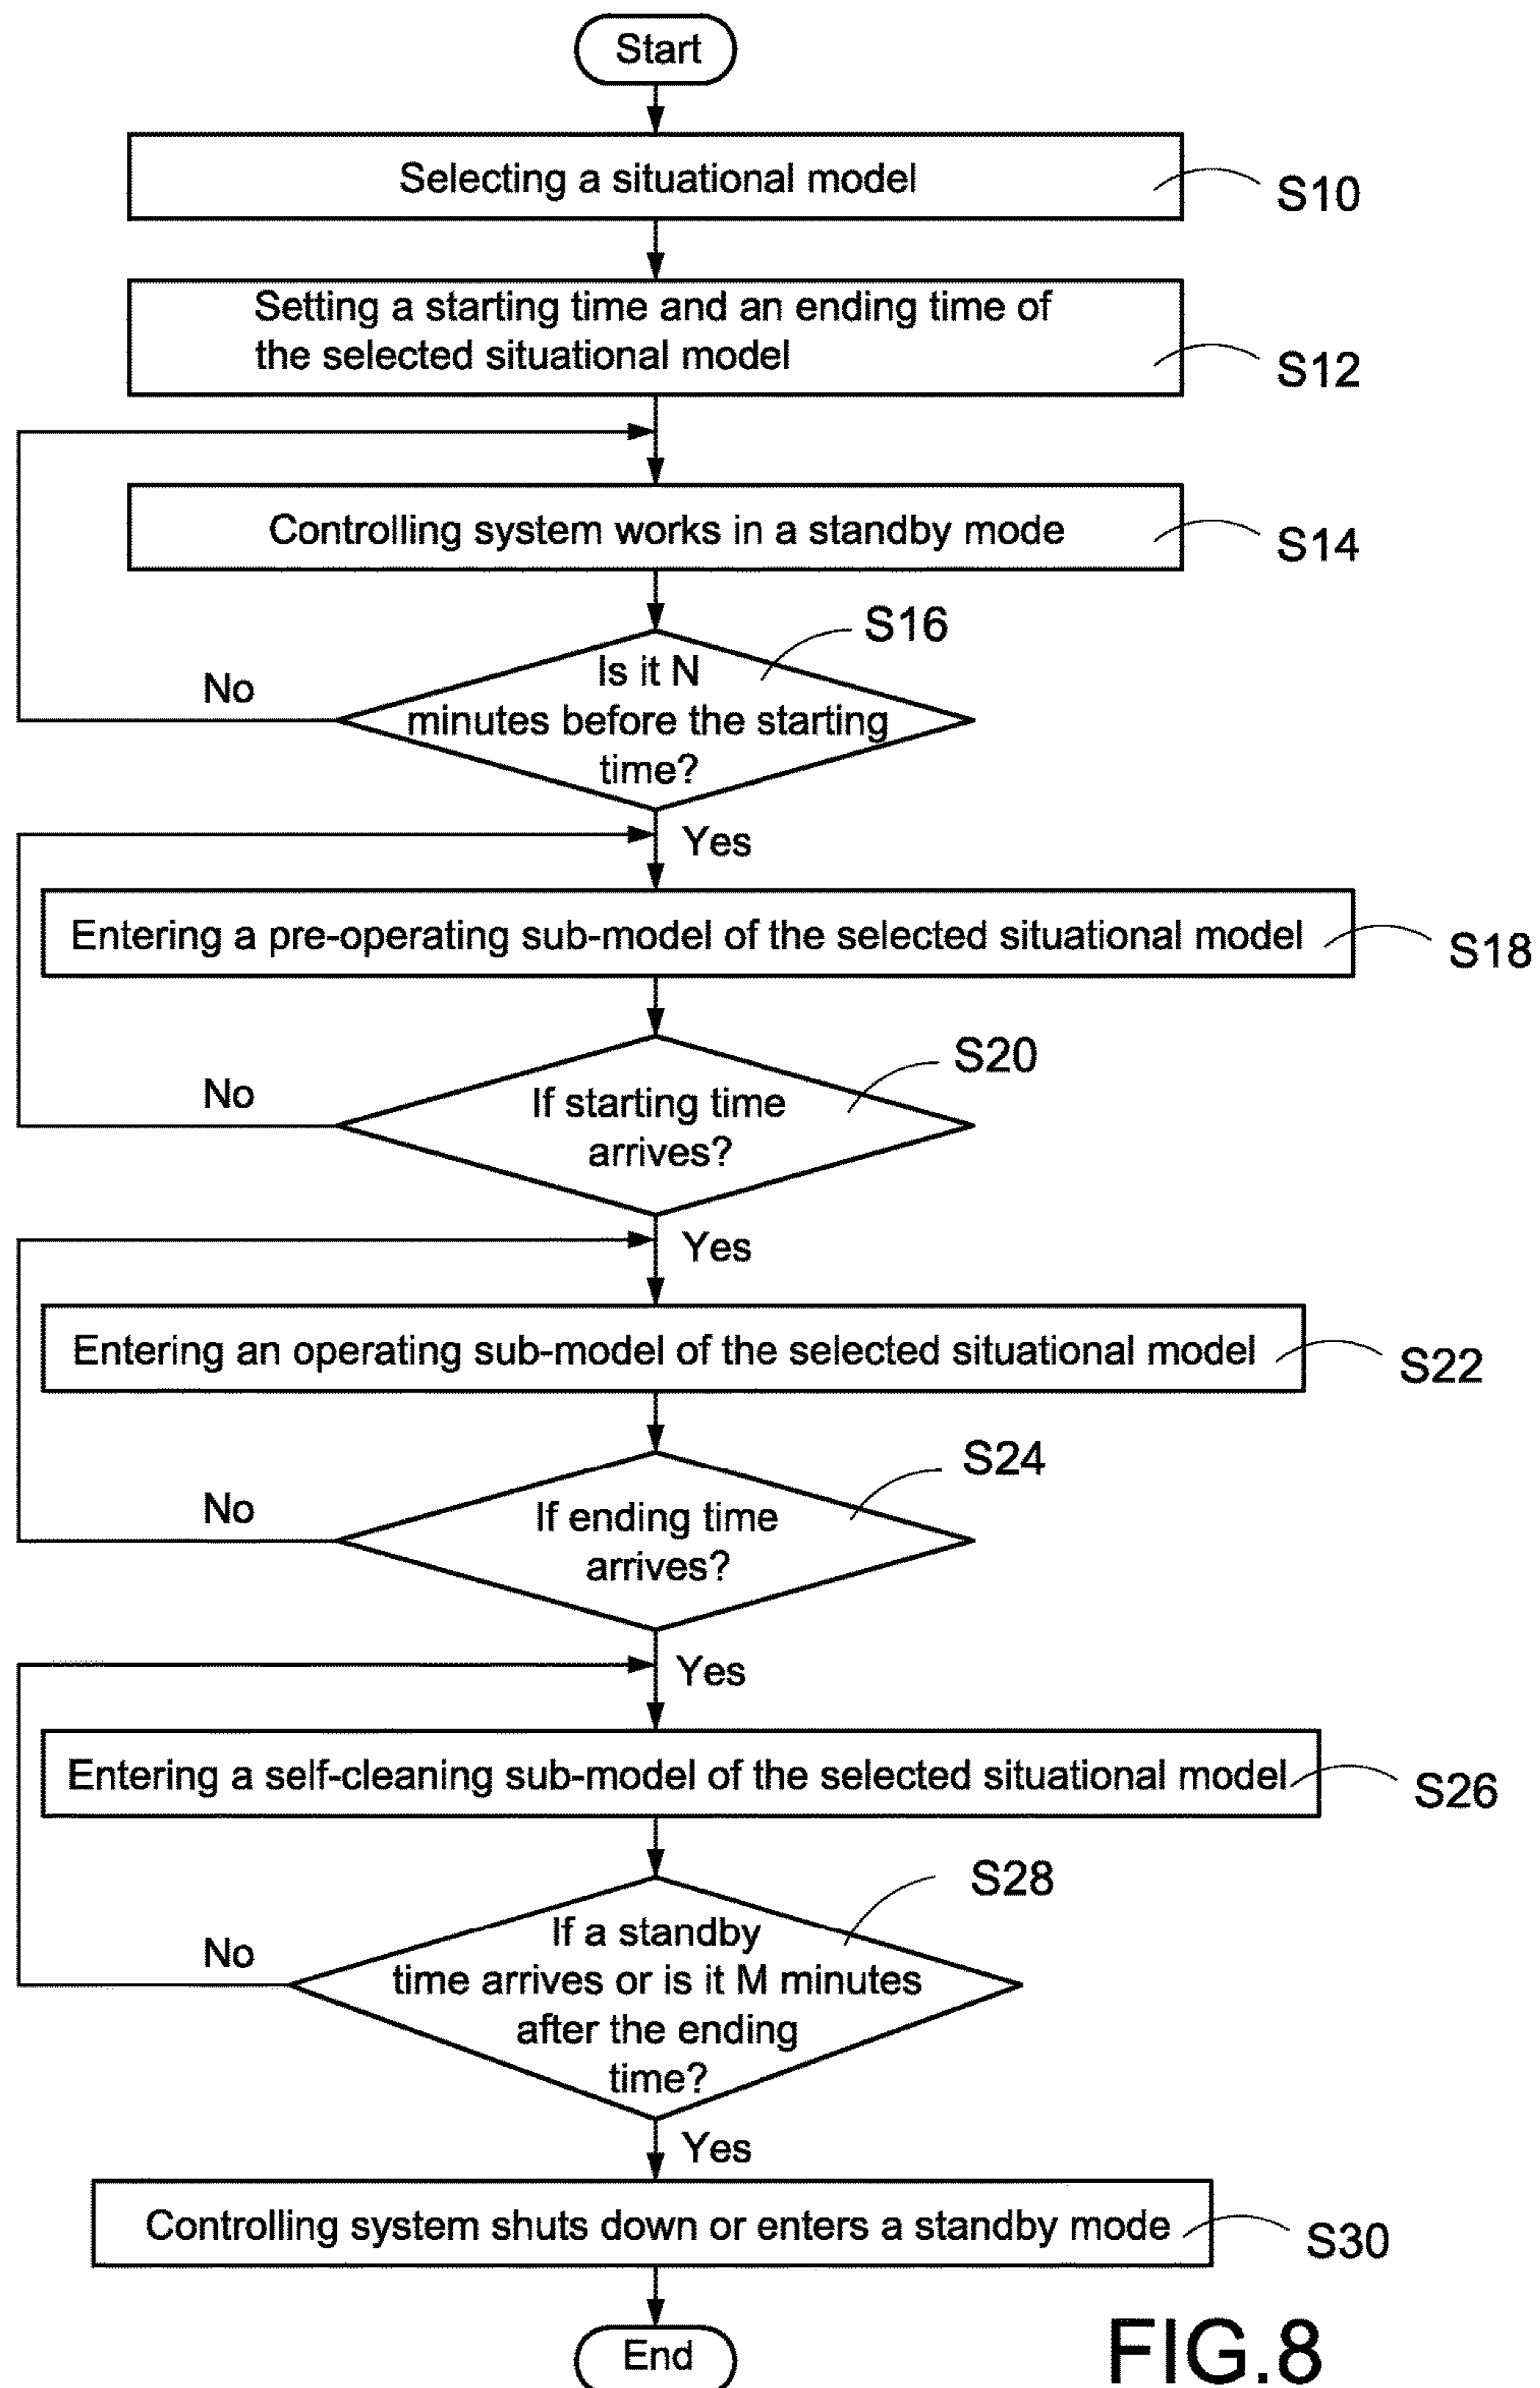 Start
Selecting a situational model
S10
Setting a starting time and an ending time of
the selected situational model
S12
Controlling system works in a standby mode
S14
S16
Is it N
minutes before the starting
time?
No
Yes
Entering a pre-operating sub-model of the selected situational model
S18
S20
If starting time
arrives?
No
Yes
Entering an operating sub-model of the selected situational model
S22
S24
If ending time
arrives?
No
Yes
Entering a self-cleaning sub-model of the selected situational model
S26
S28
If a standby
time arrives or is it M minutes
after the ending
time?
No
Yes
Controlling system shuts down or enters a standby mode
S30
End
FIG.8